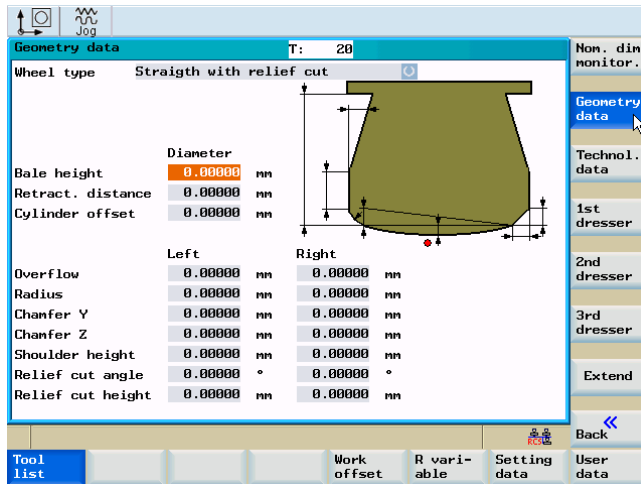 Jog
Geometry data T: 20
Wheel type Straigth with relief cut
Diameter
Bale height 0.00000 mm
Retract. distance 0.00000 mm
Cylinder offset 0.00000 mm
Left Right
Overflow 0.00000 mm 0.00000 mm
Radius 0.00000 mm 0.00000 mm
Chamfer Y 0.00000 mm 0.00000 mm
Chamfer Z 0.00000 mm 0.00000 mm
Shoulder height 0.00000 mm 0.00000 mm
Relief cut angle 0.00000 ° 0.00000 °
Relief cut height 0.00000 mm 0.00000 mm
Nom. dim
monitor.
Geometry
data
Technol.
data
1st
dresser
2nd
dresser
3rd
dresser
Extend
«
Back
RCS
Tool
list
Work
offset
R vari-
able
Setting
data
User
data